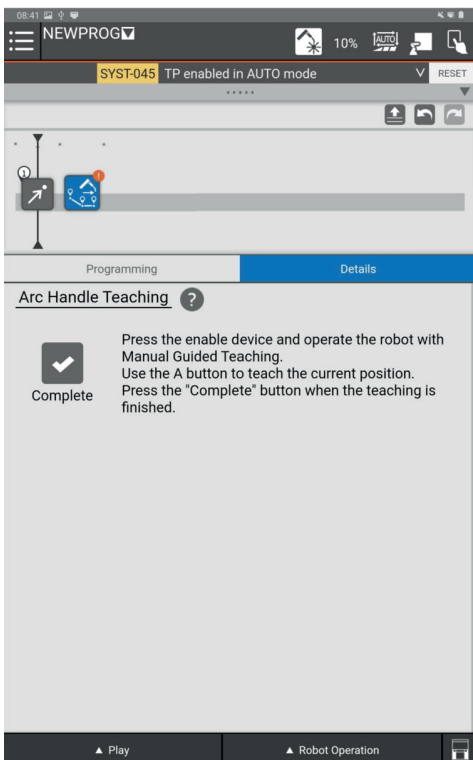 08:41
NEWPROG
10%
AUTO
SYST-045 TP enabled in AUTO mode
RESET
1
!
Programming
Details
Arc Handle Teaching ?
Complete
Press the enable device and operate the robot with
Manual Guided Teaching.
Use the A button to teach the current position.
Press the "Complete" button when the teaching is
finished.
▲ Play
▲ Robot Operation